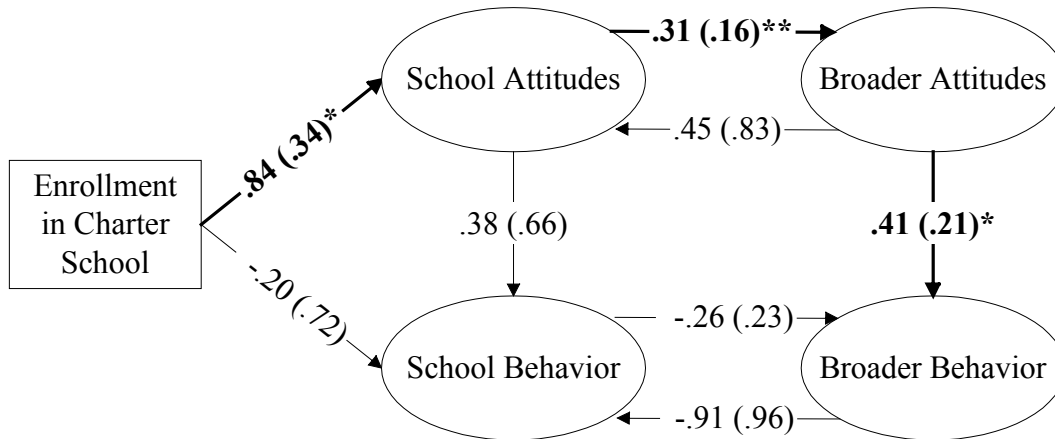 .31 (.16)**
School Attitudes
Broader Attitudes
.84 (.34)*
.45 (.83)
Enrollment
in Charter
School
.38 (.66)
.41 (.21)*
-.20 (.72)
-.26 (.23)
School Behavior
Broader Behavior
-.91 (.96)